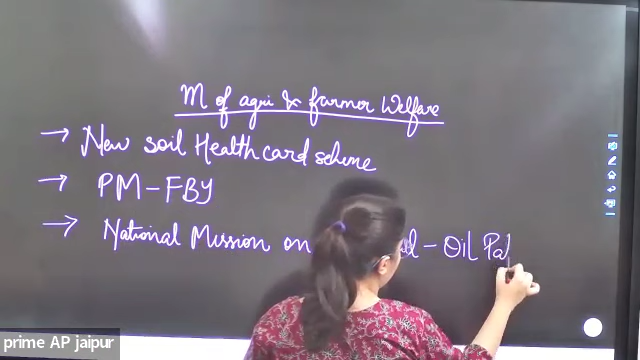 M of agri & farmer Welfare
→ New soil Health card scheme
→ PM-FBY
→ National Mission on - Oil Pal
prime AP jaipur